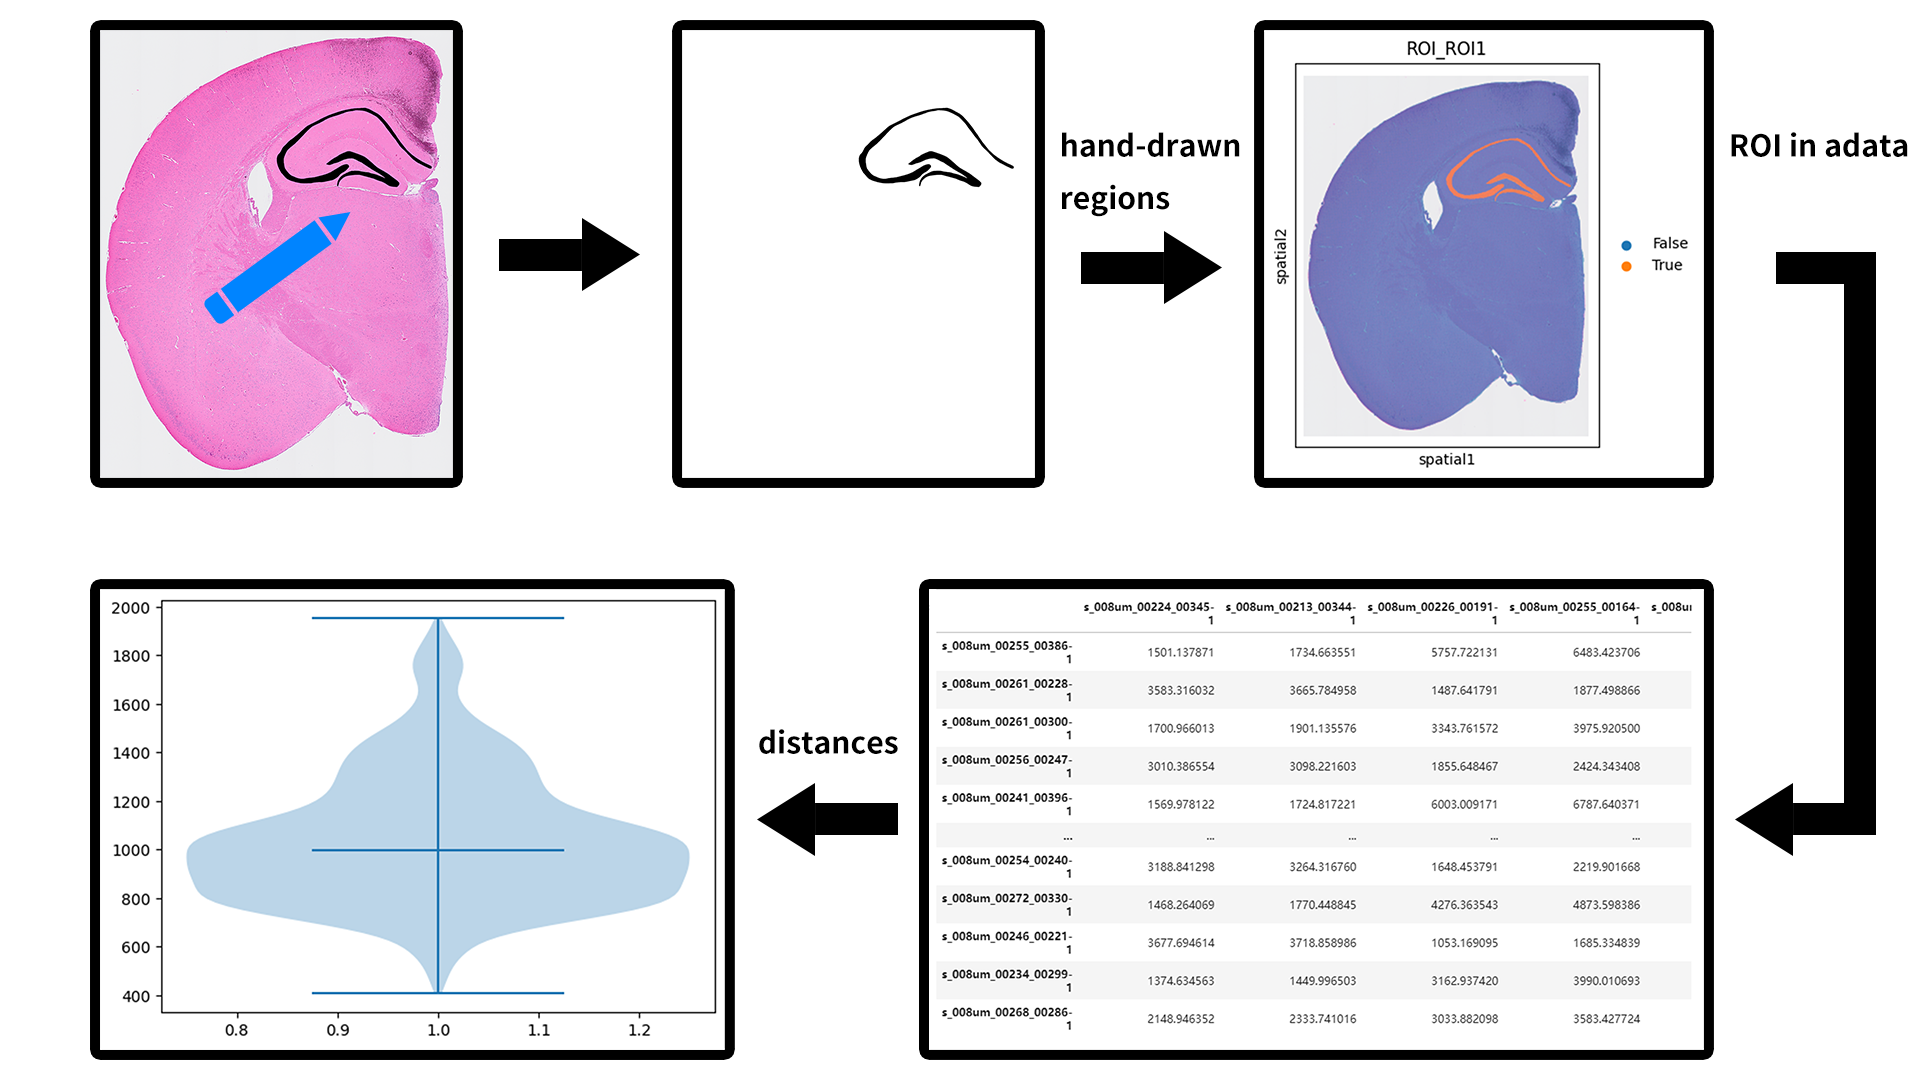 hand-drawn
regions
ROI_ROI1
spatial2
spatial1
False
True
ROI in adata
s_008um_00224_00345-1 s_008um_00213_00344-1 s_008um_00226_00191-1 s_008um_00255_00164-1 s_008ur
s_008um_00255_00386-1 1501.137871 1734.663551 5757.722131 6483.423706
s_008um_00261_00228-1 3583.316032 3665.784958 1487.641791 1877.498866
s_008um_00261_00300-1 1700.966013 1901.135576 3343.761572 3975.920500
s_008um_00256_00247-1 3010.386554 3098.221603 1855.648467 2424.343408
s_008um_00241_00396-1 1569.978122 1724.817221 6003.009171 6787.640371
... ... ... ... ...
s_008um_00254_00240-1 3188.841298 3264.316760 1648.453791 2219.901668
s_008um_00272_00330-1 1468.264069 1770.448845 4276.363543 4873.598386
s_008um_00246_00221-1 3677.694614 3718.858986 1053.169095 1685.334839
s_008um_00234_00299-1 1374.634563 1449.996503 3162.937420 3990.010693
s_008um_00268_00286-1 2148.946352 2333.741016 3033.882098 3583.427724
distances
2000
1800
1600
1400
1200
1000
800
600
400
0.8 0.9 1.0 1.1 1.2